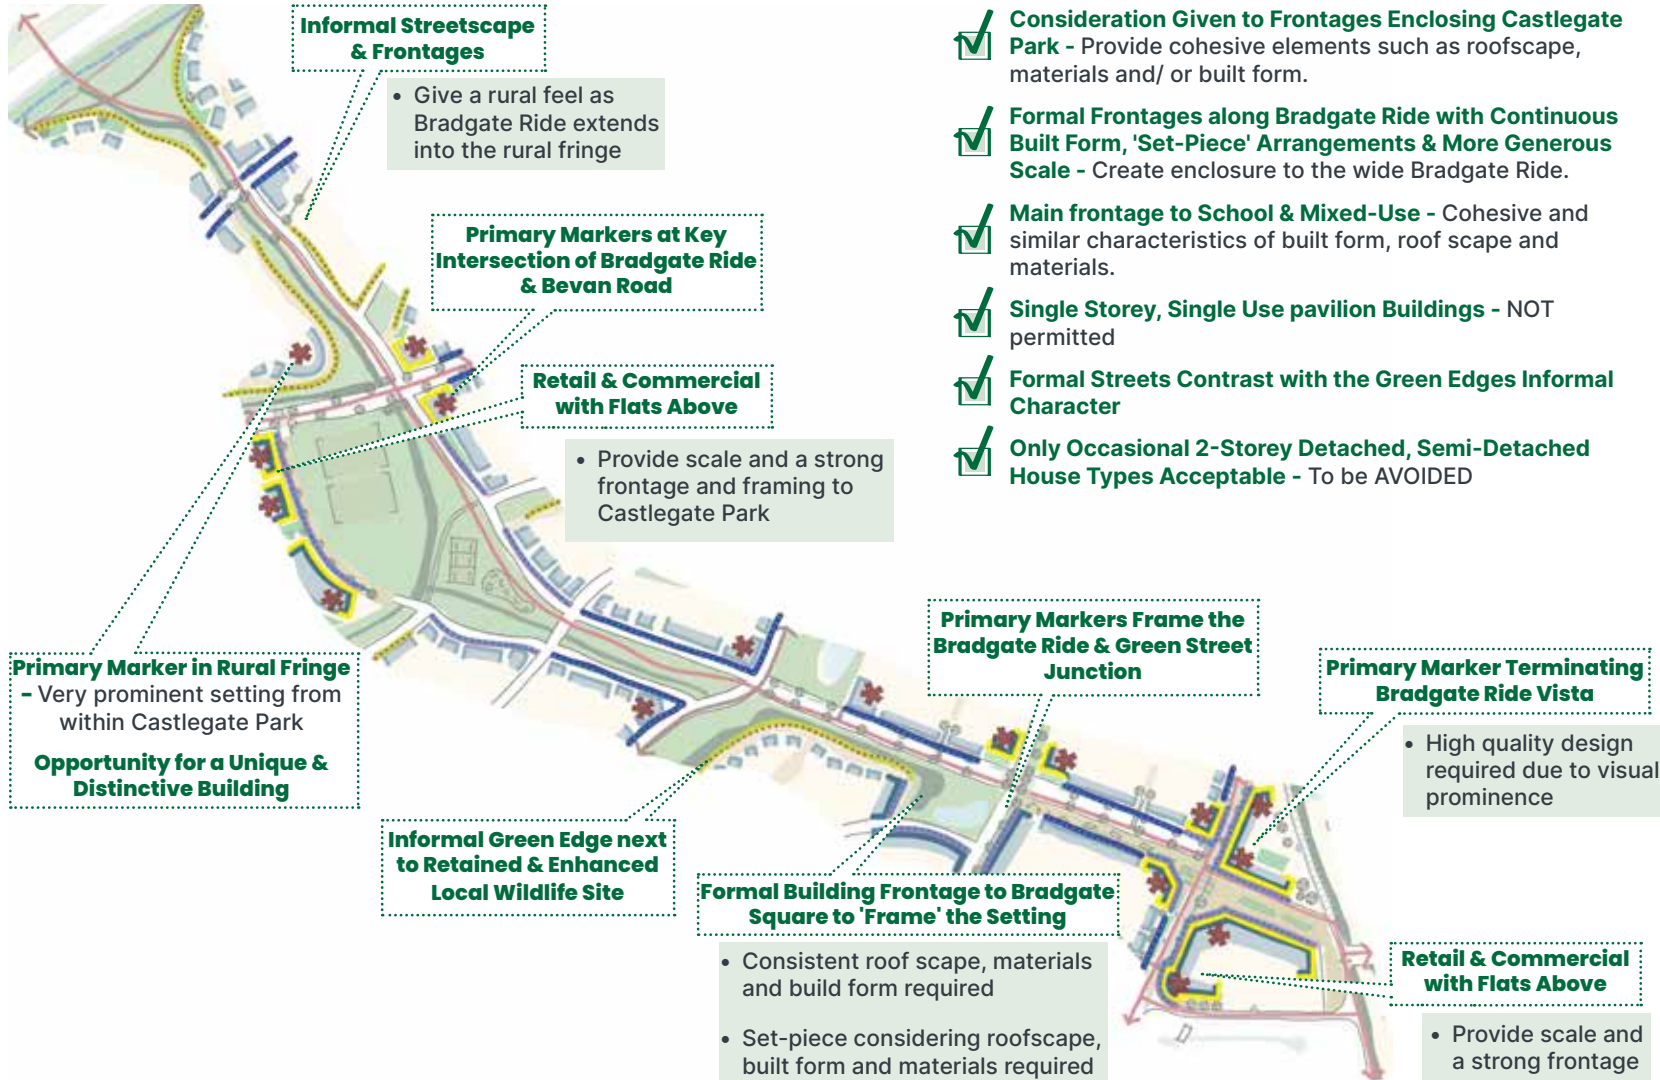 Informal Streetscape
& Frontages
• Give a rural feel as
Bradgate Ride extends
into the rural fringe
Primary Markers at Key
Intersection of Bradgate Ride
& Bevan Road
Retail & Commercial
with Flats Above
• Provide scale and a strong
frontage and framing to
Castlegate Park
Consideration Given to Frontages Enclosing Castlegate
Park - Provide cohesive elements such as roofscape,
materials and/ or built form.
Formal Frontages along Bradgate Ride with Continuous
Built Form, 'Set-Piece' Arrangements & More Generous
Scale - Create enclosure to the wide Bradgate Ride.
Main frontage to School & Mixed-Use - Cohesive and
similar characteristics of built form, roof scape and
materials.
Single Storey, Single Use pavilion Buildings - NOT
permitted
Formal Streets Contrast with the Green Edges Informal
Character
Only Occasional 2-Storey Detached, Semi-Detached
House Types Acceptable - To be AVOIDED
Primary Marker in Rural Fringe
– Very prominent setting from
within Castlegate Park
Opportunity for a Unique &
Distinctive Building
Informal Green Edge next
to Retained & Enhanced
Local Wildlife Site
Primary Markers Frame the
Bradgate Ride & Green Street
Junction
Primary Marker Terminating
Bradgate Ride Vista
• High quality design
required due to visual
prominence
Formal Building Frontage to Bradgate
Square to 'Frame' the Setting
• Consistent roof scape, materials
and build form required
• Set-piece considering roofscape,
built form and materials required
Retail & Commercial
with Flats Above
• Provide scale and
a strong frontage